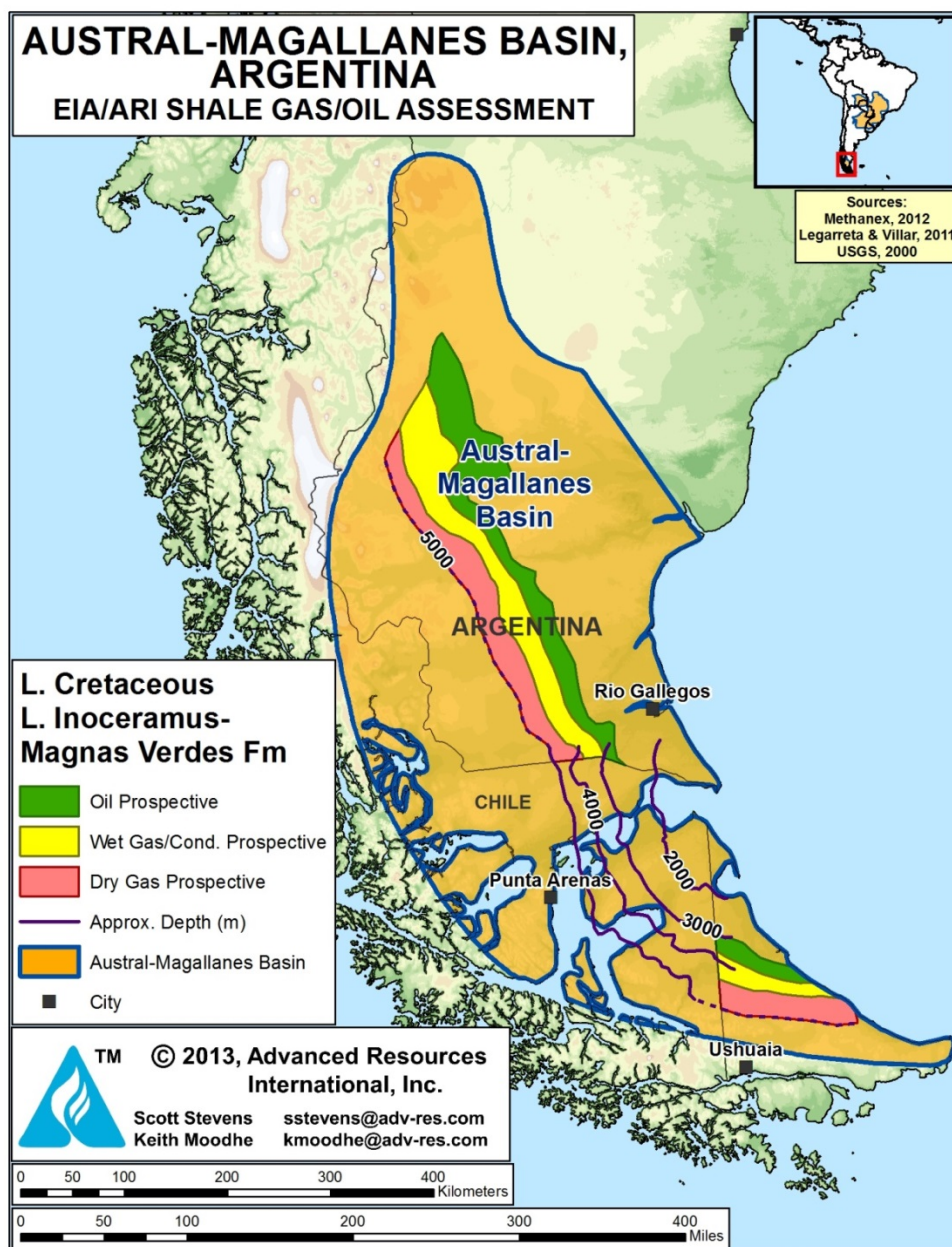 AUSTRAL-MAGALLANES BASIN,
ARGENTINA
EIA/ARI SHALE GAS/OIL ASSESSMENT
Sources:
Methanex, 2012
Legarreta & Villar, 2011
USGS, 2000
Austral-
Magallanes
Basin
5000
ARGENTINA
Rio Gallegos
CHILE
4000
2000
Punta Arenas
3000
Ushuaia
L. Cretaceous
L. Inoceramus-
Magnas Verdes Fm
Oil Prospective
Wet Gas/Cond. Prospective
Dry Gas Prospective
Approx. Depth (m)
Austral-Magallanes Basin
City
TM
© 2013, Advanced Resources
International, Inc.
Scott Stevens sstevens@adv-res.com
Keith Moodhe kmoodhe@adv-res.com
0 50 100 200 300 400
Kilometers
0 50 100 200 300 400
Miles